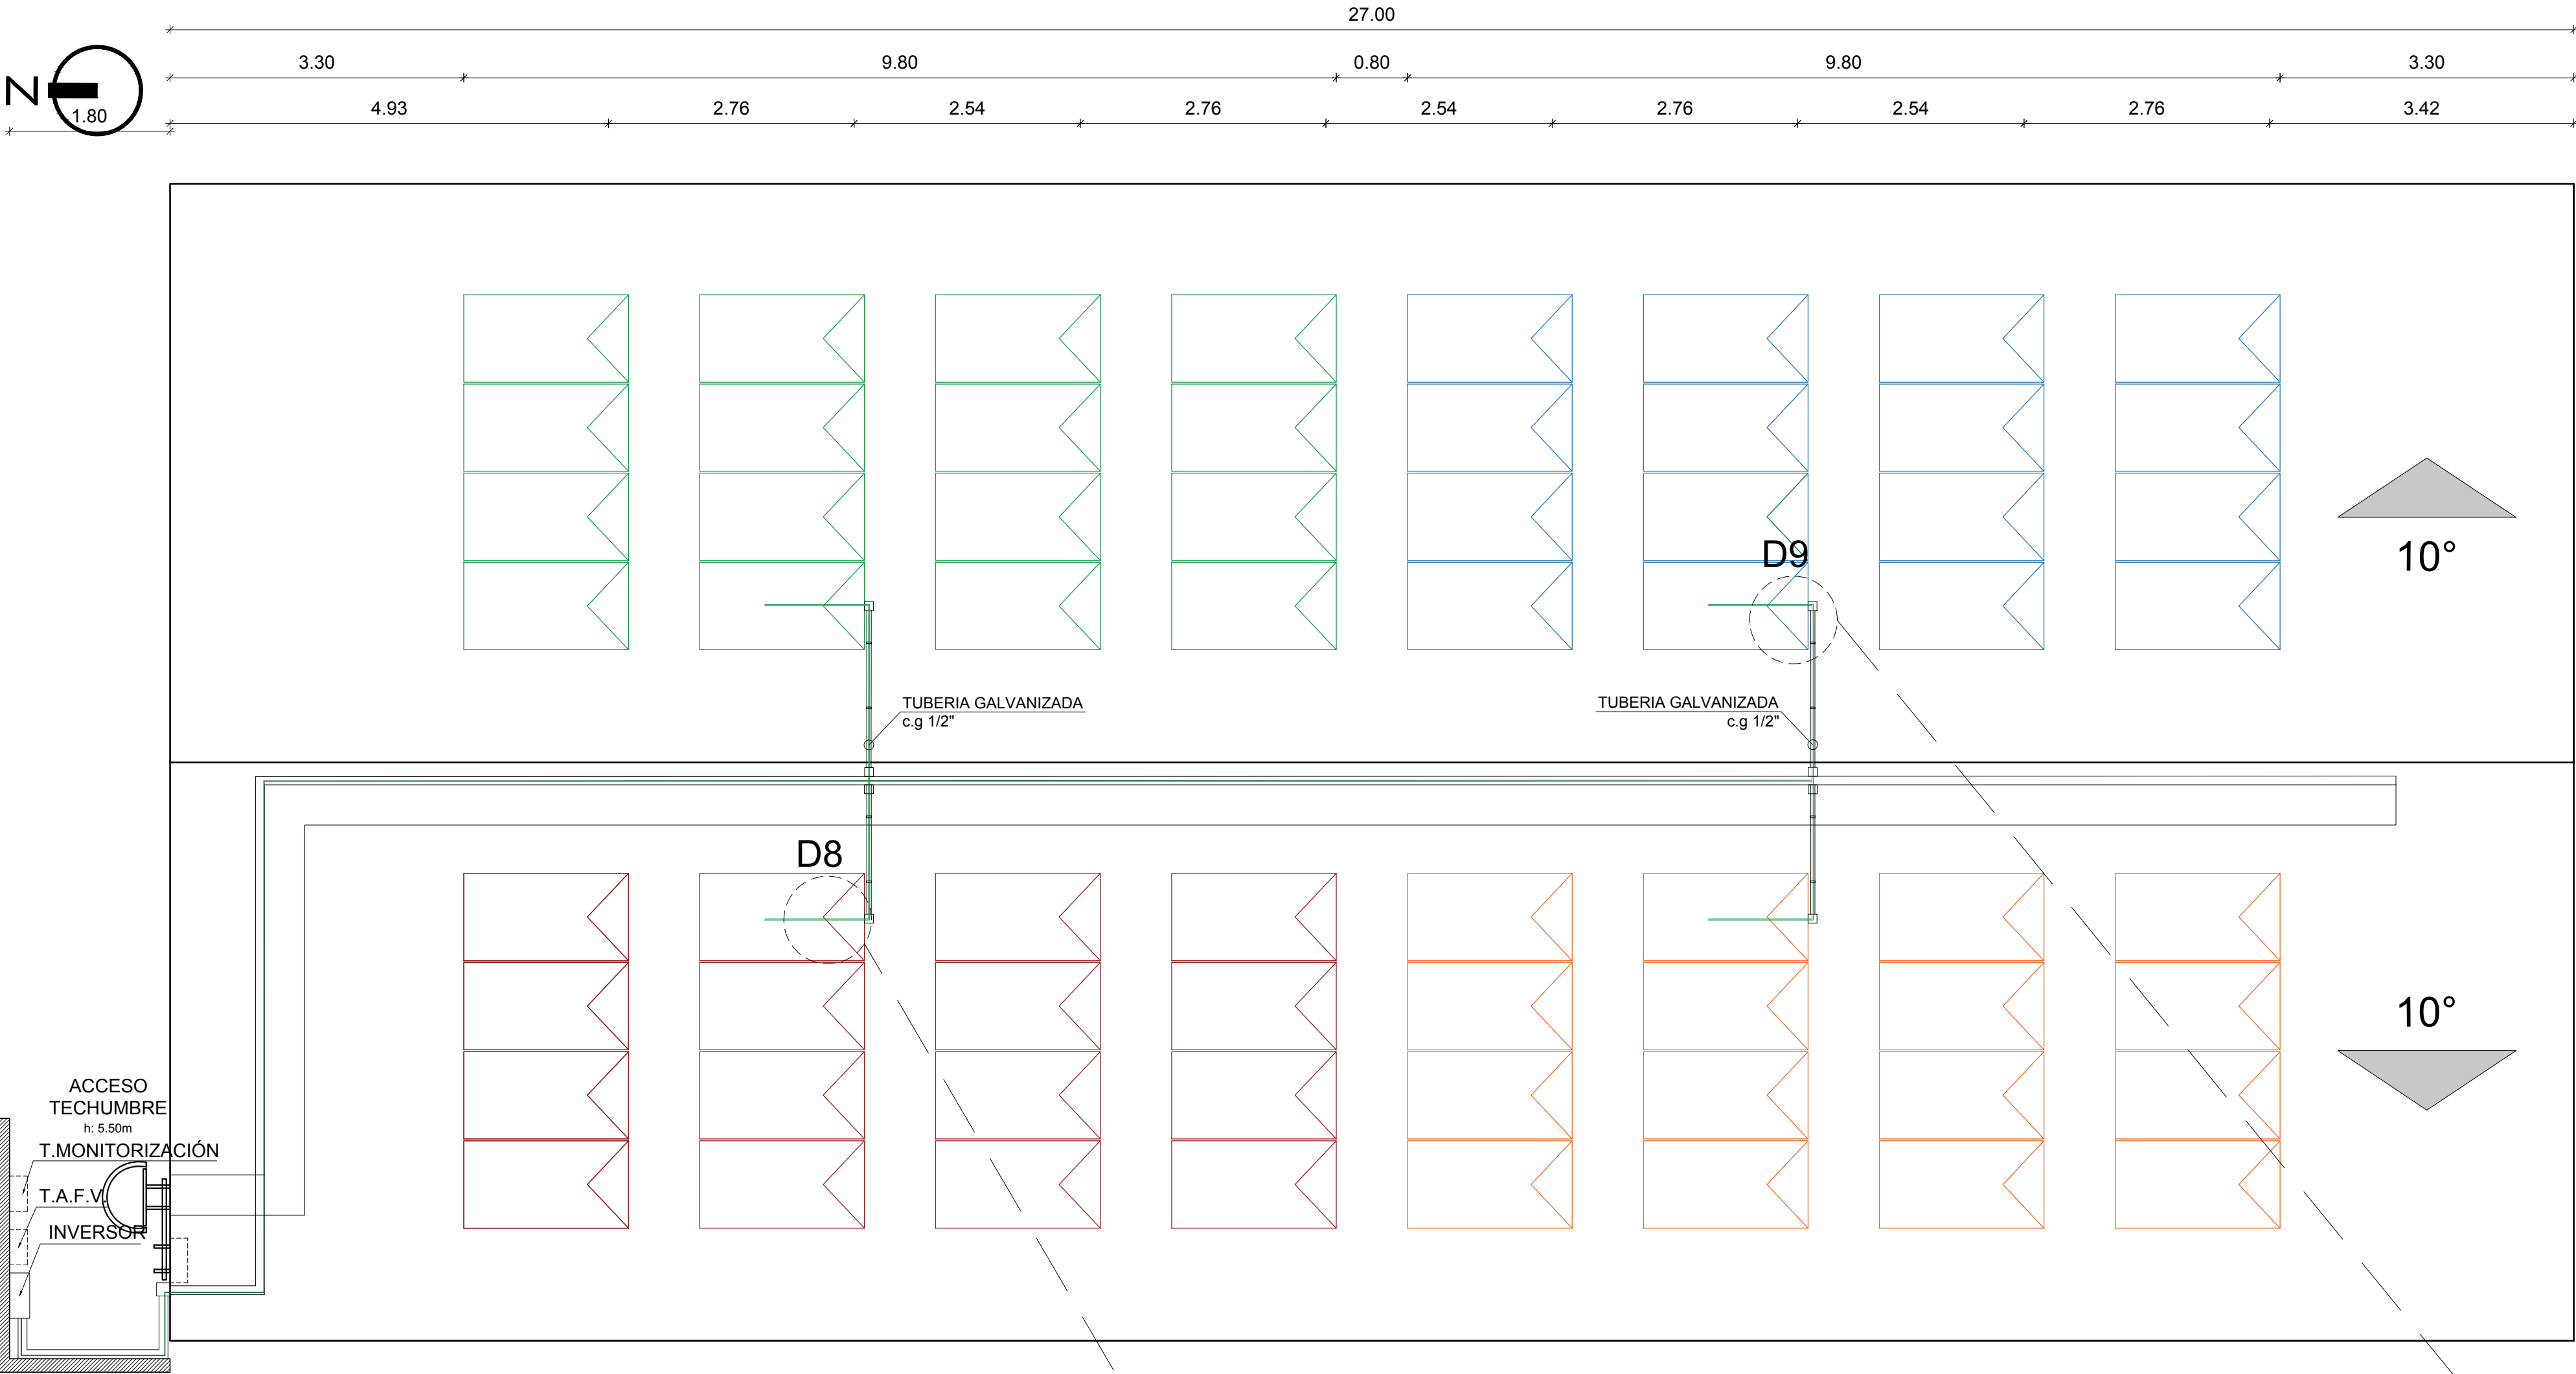 27.00
3.30 9.80 0.80 9.80 3.30
N
1.80
4.93 2.76 2.54 2.76 2.54 2.76 2.54 2.76 3.42
D9
10°
TUBERIA GALVANIZADA
c.g 1/2"
TUBERIA GALVANIZADA
c.g 1/2"
D8
10°
ACCESO
TECHUMBRE
h: 5.50m
T.MONITORIZACIÓN
T.A.F.V.
INVERSOR